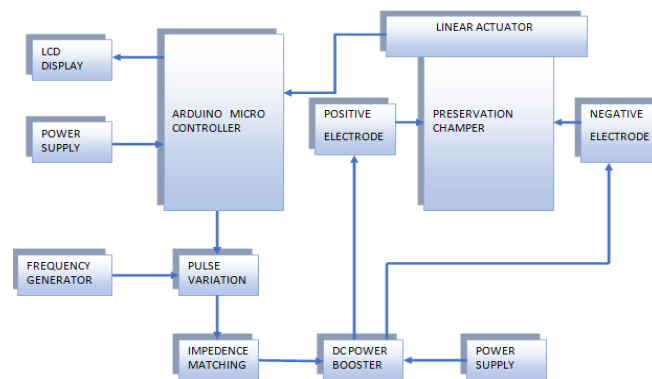 LINEAR ACTUATOR
LCD
DISPLAY
ARDUINO MICRO
CONTROLLER
POSITIVE
ELECTRODE
PRESERVATION
CHAMPER
NEGATIVE
ELECTRODE
POWER
SUPPLY
FREQUENCY
GENERATOR
PULSE
VARIATION
IMPEDENCE
MATCHING
DC POWER
BOOSTER
POWER
SUPPLY